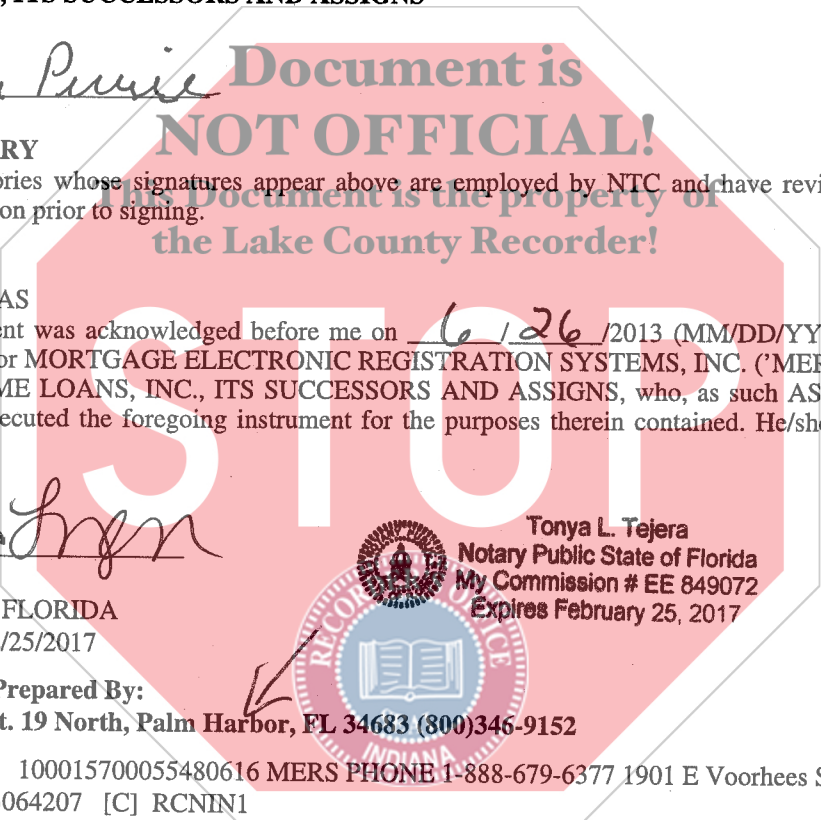 , ITS SUCCESSORS AND ASSIGNS
Document is
NOT OFFICIAL!
This Document is the property of
the Lake County Recorder!
RY
ories whose signatures appear above are employed by NTC and have revi
on prior to signing.
AS
ent was acknowledged before me on 6 / 26 /2013 (MM/DD/YY
or MORTGAGE ELECTRONIC REGISTRATION SYSTEMS, INC. ('MER
ME LOANS, INC., ITS SUCCESSORS AND ASSIGNS, who, as such AS
ecuted the foregoing instrument for the purposes therein contained. He/sh
STOP
Tonya L. Tejera
Notary Public State of Florida
My Commission # EE 849072
Expires February 25, 2017
FLORIDA
/25/2017
Prepared By:
t. 19 North, Palm Harbor, FL 34683 (800)346-9152
INDIANA
100015700055480616 MERS PHONE 1-888-679-6377 1901 E Voorhees S
064207 [C] RCNIN1